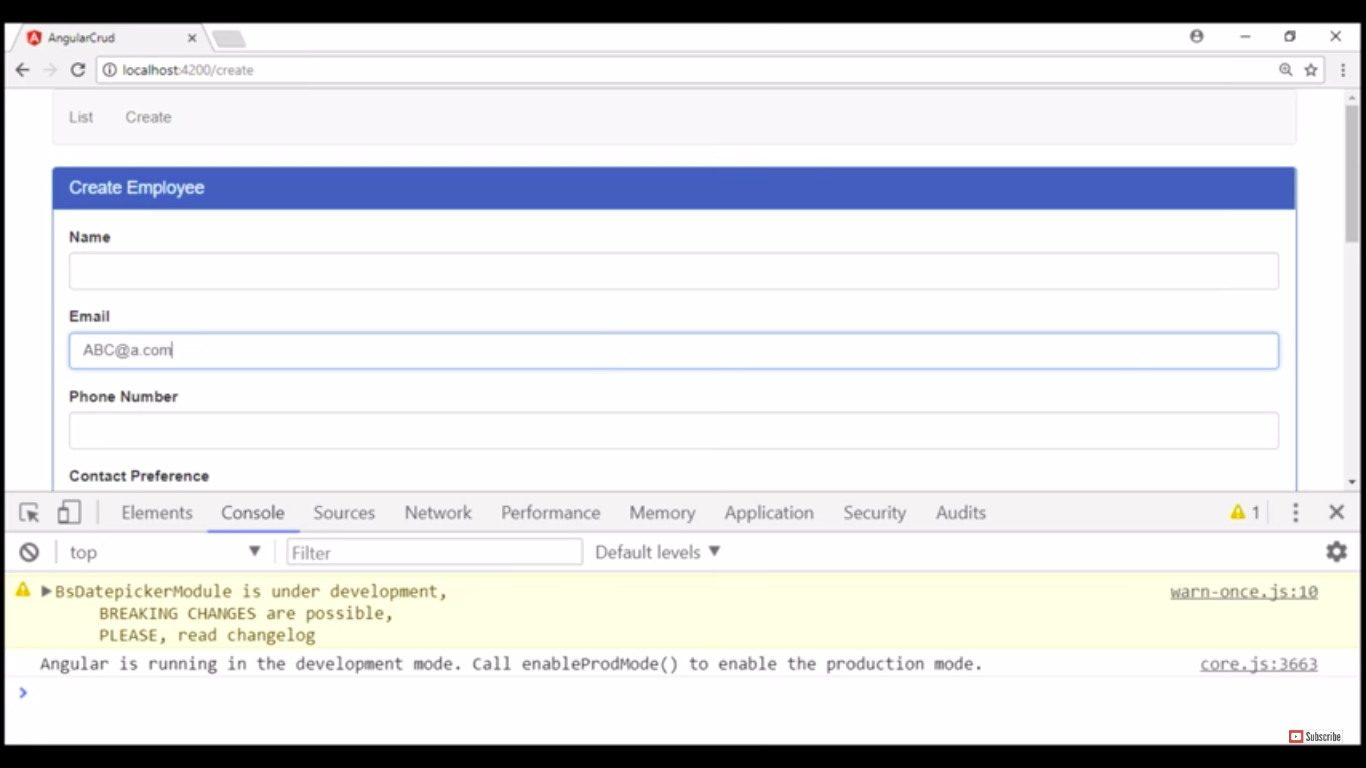 AngularCrud
localhost:4200/create
List Create
Create Employee
Name
Email
ABC@a.com
Phone Number
Contact Preference
Elements Console Sources Network Performance Memory Application Security Audits 1
top Filter Default levels
BsDatepickerModule is under development, warn-once.js:10
BREAKING CHANGES are possible,
PLEASE, read changelog
Angular is running in the development mode. Call enableProdMode() to enable the production mode. core.js:3663
Subscribe